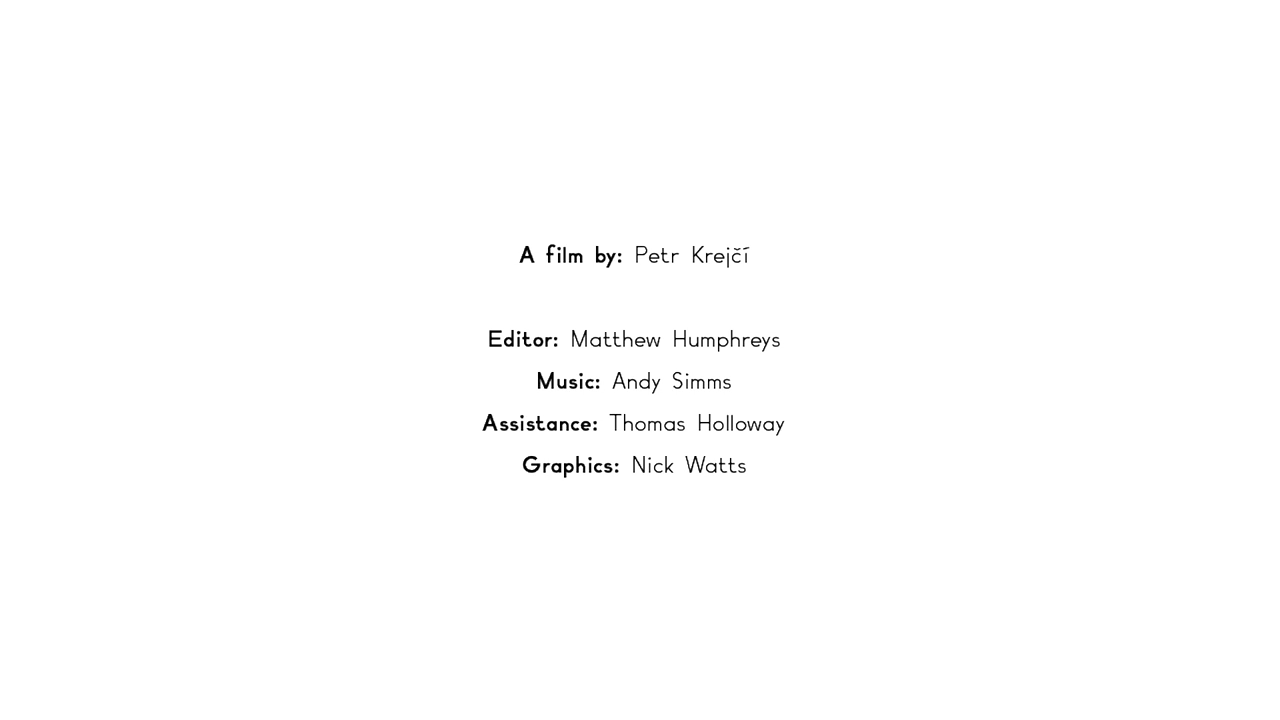 A film by: Petr Krejčí
Editor: Matthew Humphreys
Music: Andy Simms
Assistance: Thomas Holloway
Graphics: Nick Watts